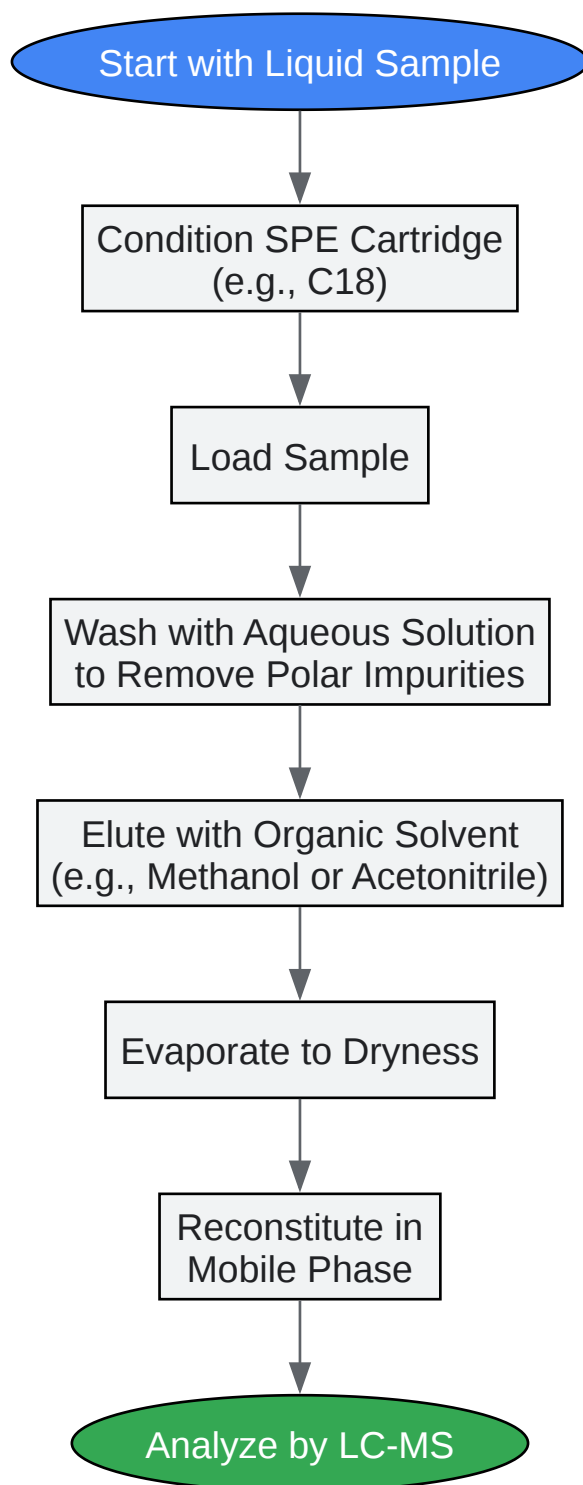 Start with Liquid Sample
Condition SPE Cartridge
(e.g., C18)
Load Sample
Wash with Aqueous Solution
to Remove Polar Impurities
Elute with Organic Solvent
(e.g., Methanol or Acetonitrile)
Evaporate to Dryness
Reconstitute in
Mobile Phase
Analyze by LC-MS